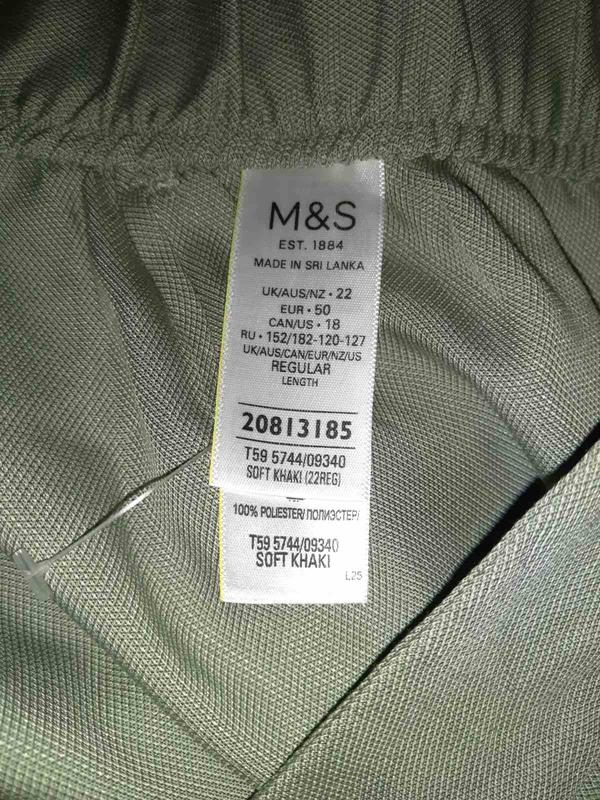 M&S
EST. 1884
MADE IN SRI LANKA
UK/AUS/NZ • 22
EUR • 50
CAN/US • 18
RU • 152/182-120-127
UK/AUS/CAN/EUR/NZ/US
REGULAR
LENGTH
20813185
T59 5744/09340
SOFT KHAKI (22REG)
100% POLIESTER/ПОЛИЭСТЕР/
T59 5744/09340
SOFT KHAKI
L25